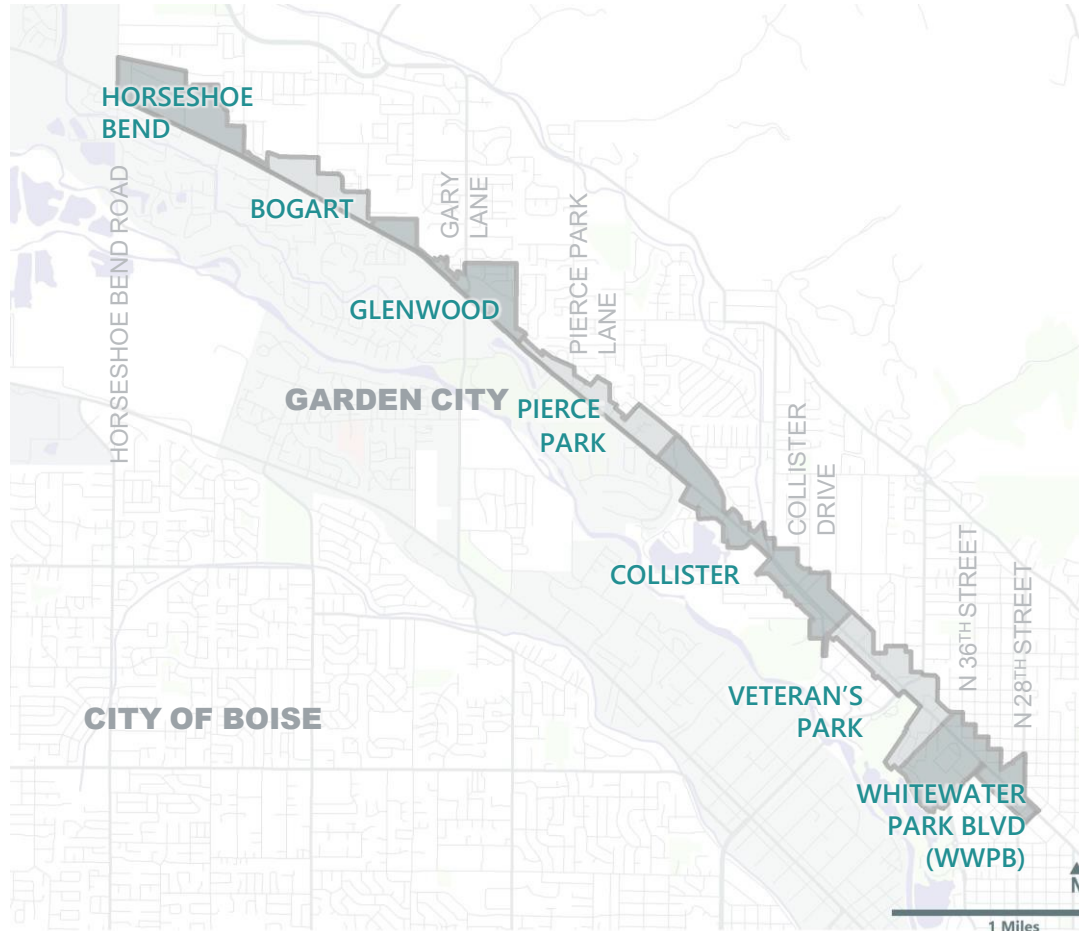 HORSESHOE
BEND
BOGART
GARY
LANE
HORSESHOE BEND ROAD
GLENWOOD
PIERCE PARK
LANE
GARDEN CITY
PIERCE
PARK
COLLISTER
DRIVE
COLLISTER
N 36TH STREET
N 28TH STREET
VETERAN'S
PARK
CITY OF BOISE
WHITEWATER
PARK BLVD
(WWPB)
N
1 Miles